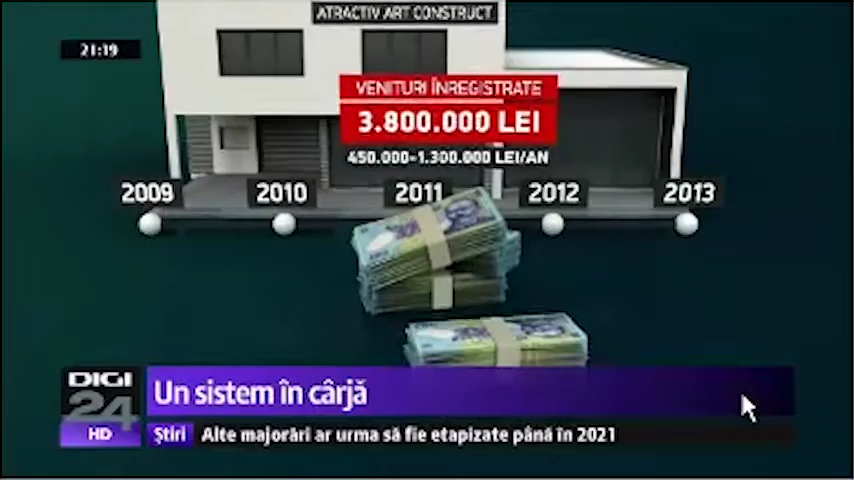 ATRACTIV ART CONSTRUCT
21:19
VENITURI ÎNREGISTRATE
3.800.000 LEI
450.000-1.300.000 LEI/AN
2009 2010 2011 2012 2013
DIGI
24
HD
Un sistem în cârjă
Știri Alte majorări ar urma să fie etapizate până în 2021